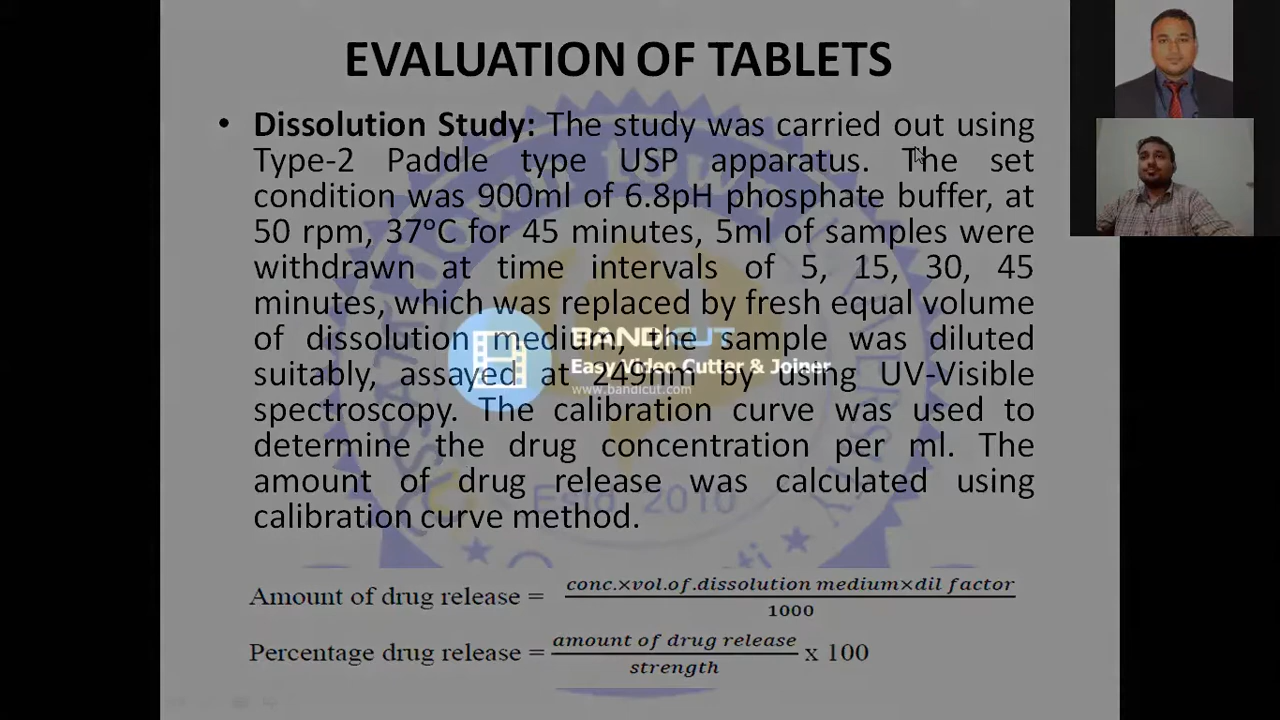 EVALUATION OF TABLETS
• Dissolution Study: The study was carried out using
Type-2 Paddle type USP apparatus. The set
condition was 900ml of 6.8pH phosphate buffer, at
50 rpm, 37°C for 45 minutes, 5ml of samples were
withdrawn at time intervals of 5, 15, 30, 45
minutes, which was replaced by fresh equal volume
of dissolution medium, the sample was diluted
suitably, assayed at 249nm by using UV-Visible
spectroscopy. The calibration curve was used to
determine the drug concentration per ml. The
amount of drug release was calculated using
calibration curve method.
BANDICUT
Easy Video Cutter & Joiner
www.bandicut.com
Estd. 2010
Amount of drug release = conc.×vol.of.dissolution medium×dil factor
1000
Percentage drug release = amount of drug release x 100
strength